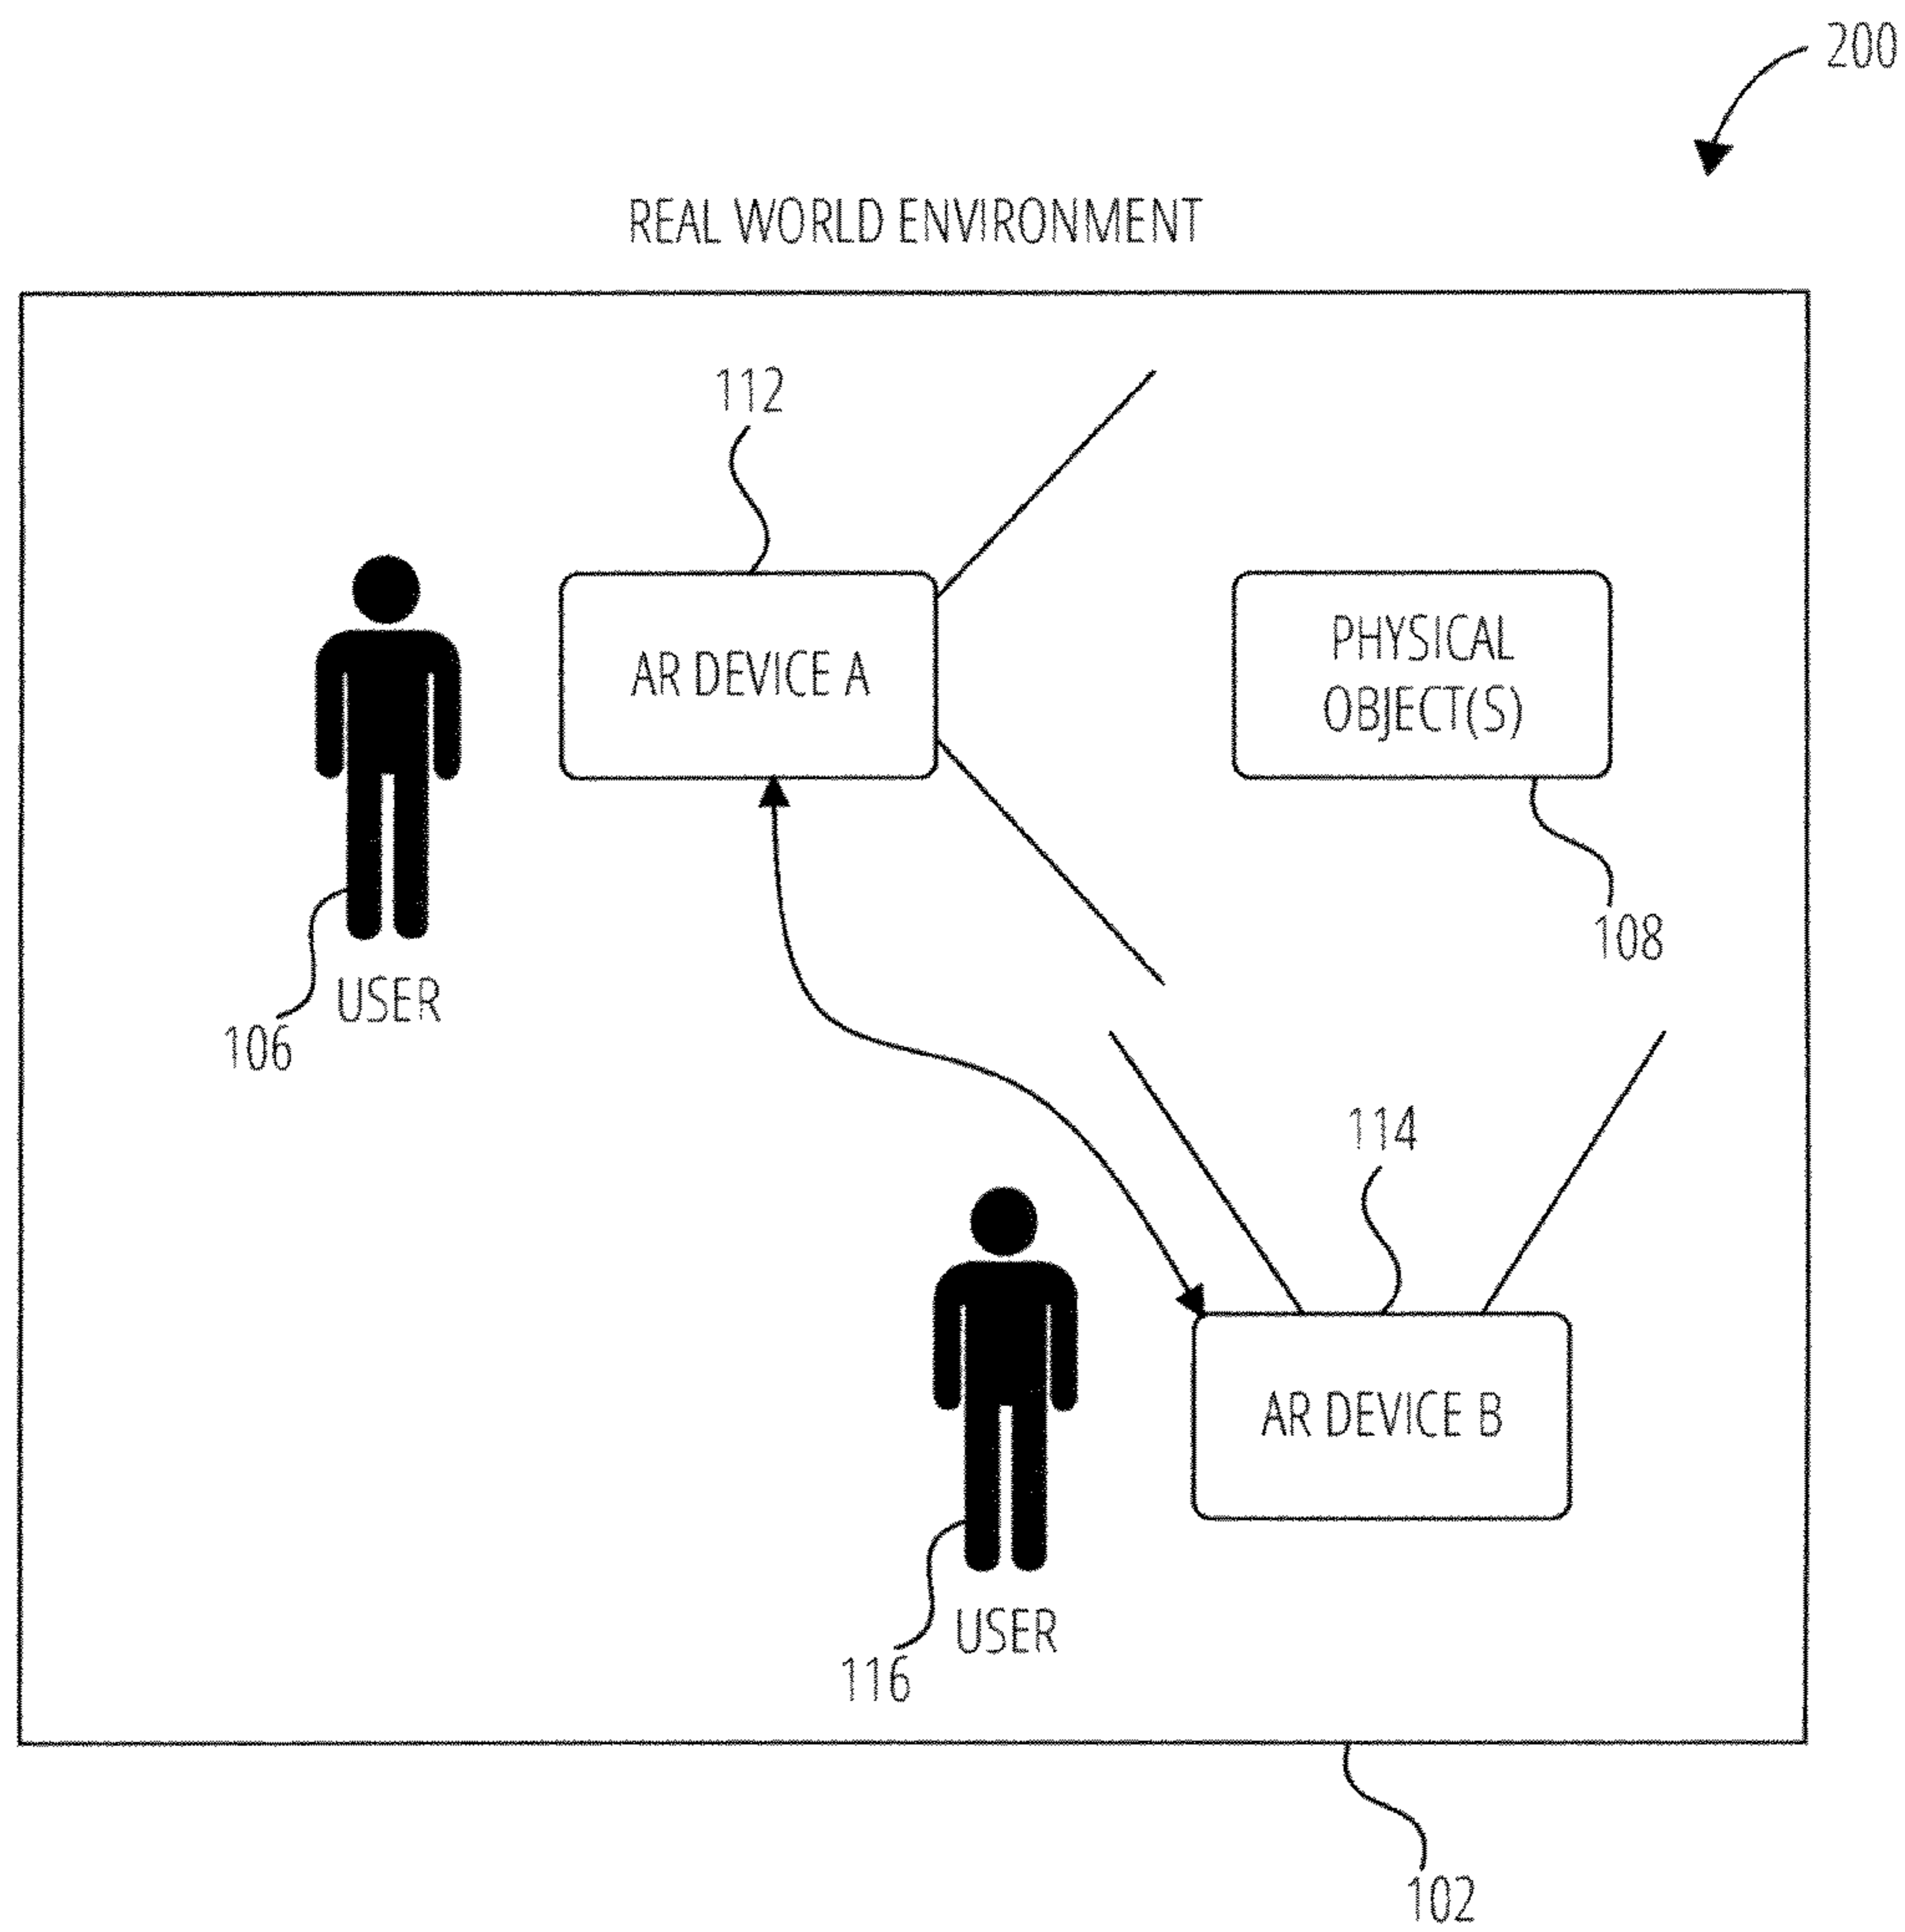 200
REAL WORLD ENVIRONMENT
112
AR DEVICE A
PHYSICAL
OBJECT(S)
108
USER
106
114
AR DEVICE B
USER
116
102